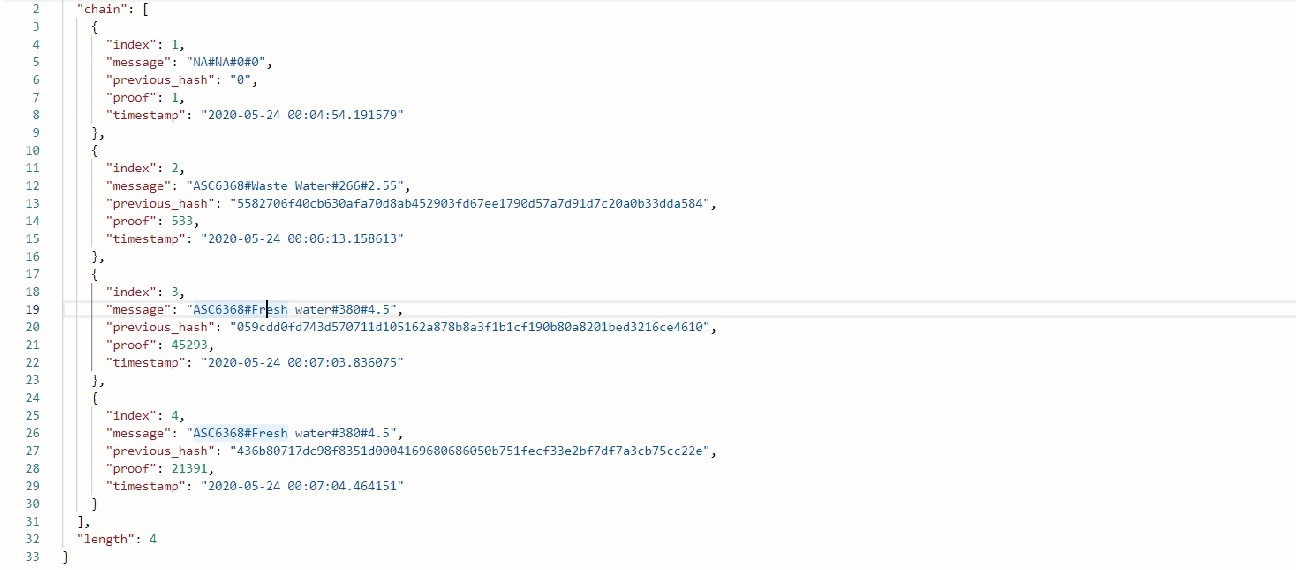 2 "chain": [
3 {
4 "index": 1,
5 "message": "NA#NA#0#0",
6 "previous_hash": "0",
7 "proof": 1,
8 "timestamp": "2020-05-24 00:04:54.191579"
9 },
10 {
11 "index": 2,
12 "message": "ASC6368#Waste Water#266#2.55",
13 "previous_hash": "5582706f40cb630afa70d8ab452903fd67ee1790d57a7d91d7c20a0b33dda584",
14 "proof": 533,
15 "timestamp": "2020-05-24 00:06:13.158613"
16 },
17 {
18 "index": 3,
19 "message": "ASC6368#Fresh water#380#4.5",
20 "previous_hash": "059cdd0fd743d570711d105162a878b8a3f1b1cf190b80a8201bed3216ce4610",
21 "proof": 45293,
22 "timestamp": "2020-05-24 00:07:03.836075"
23 },
24 {
25 "index": 4,
26 "message": "ASC6368#Fresh water#380#4.5",
27 "previous_hash": "436b80717dc98f8351d0004169680686050b751fecf33e2bf7df7a3cb75cc22e",
28 "proof": 21391,
29 "timestamp": "2020-05-24 00:07:04.464151"
30 }
31 ],
32 "length": 4
33 }